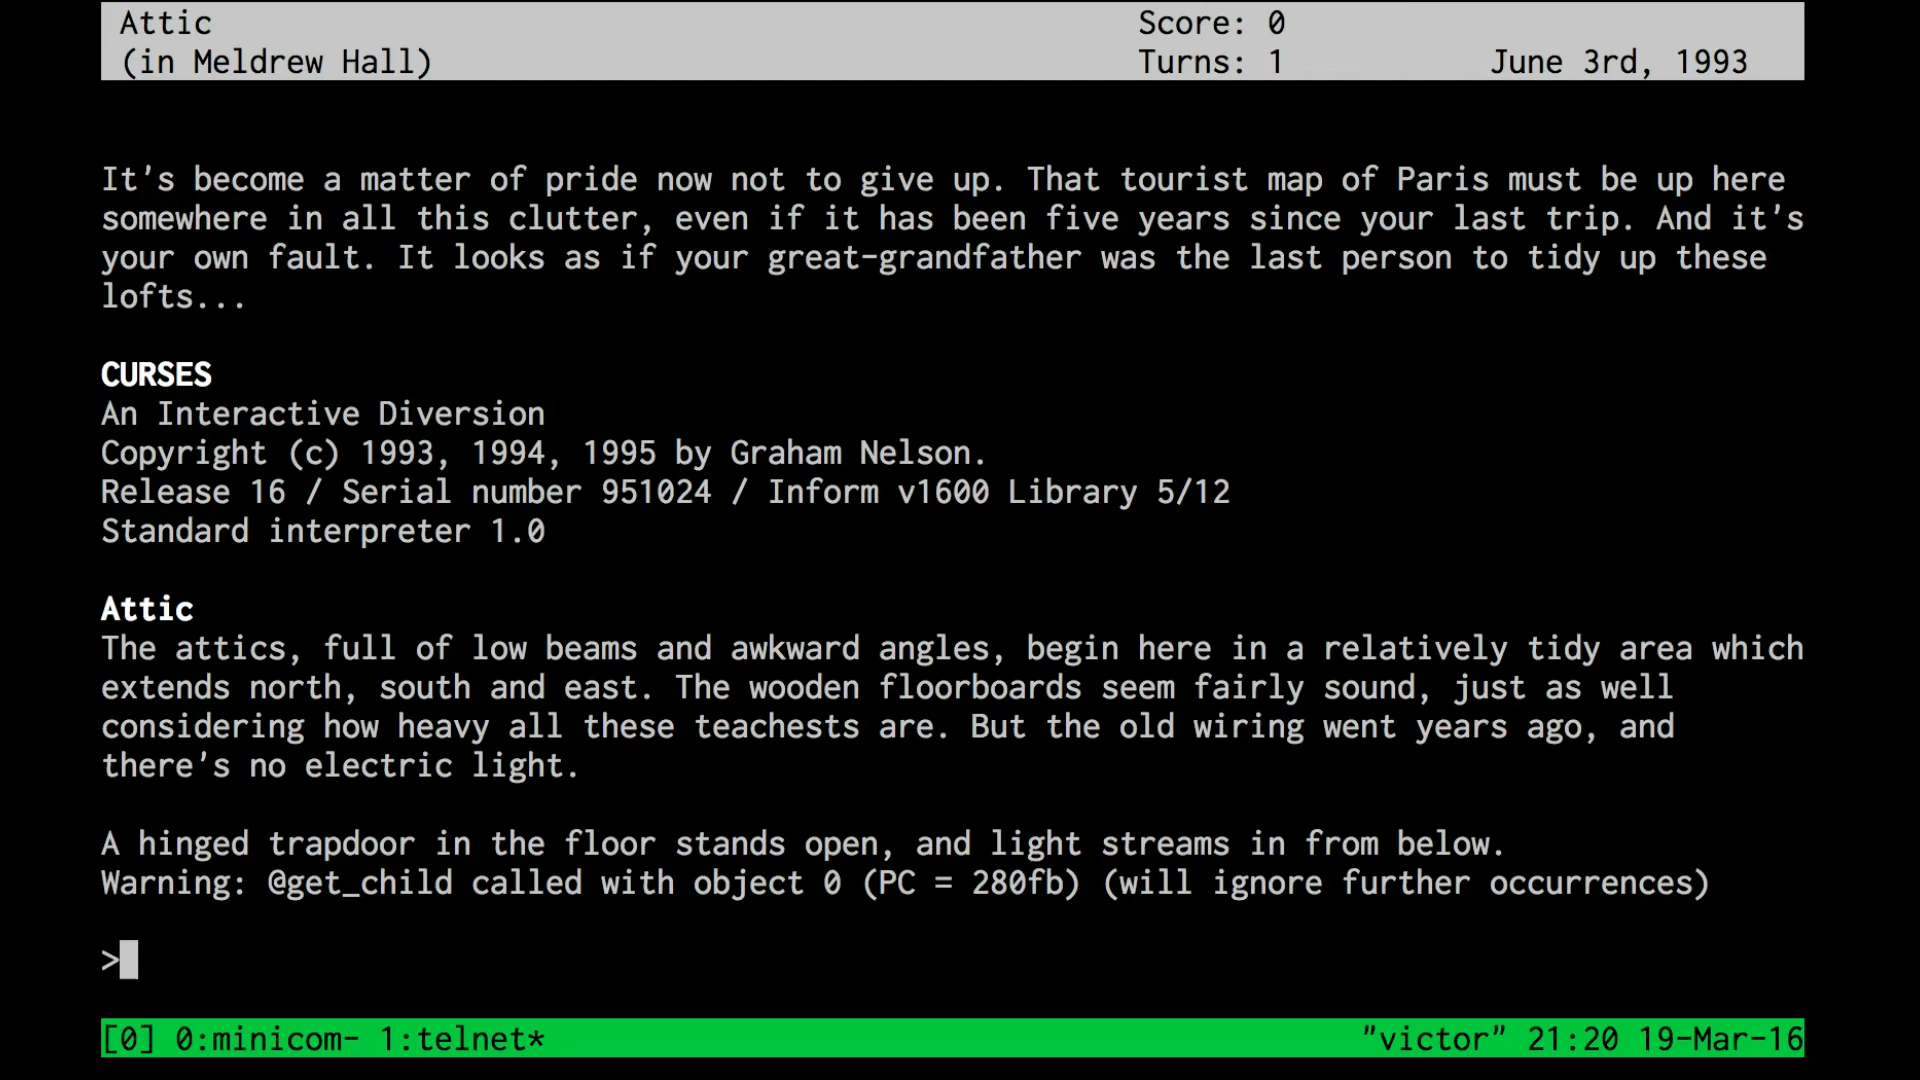 Attic Score: 0
(in Meldrew Hall) Turns: 1 June 3rd, 1993
It's become a matter of pride now not to give up. That tourist map of Paris must be up here
somewhere in all this clutter, even if it has been five years since your last trip. And it's
your own fault. It looks as if your great-grandfather was the last person to tidy up these
lofts...
CURSES
An Interactive Diversion
Copyright (c) 1993, 1994, 1995 by Graham Nelson.
Release 16 / Serial number 951024 / Inform v1600 Library 5/12
Standard interpreter 1.0
Attic
The attics, full of low beams and awkward angles, begin here in a relatively tidy area which
extends north, south and east. The wooden floorboards seem fairly sound, just as well
considering how heavy all these teachests are. But the old wiring went years ago, and
there's no electric light.
A hinged trapdoor in the floor stands open, and light streams in from below.
Warning: @get_child called with object 0 (PC = 280fb) (will ignore further occurrences)
>
[0] 0:minicom- 1:telnet* "victor" 21:20 19-Mar-16